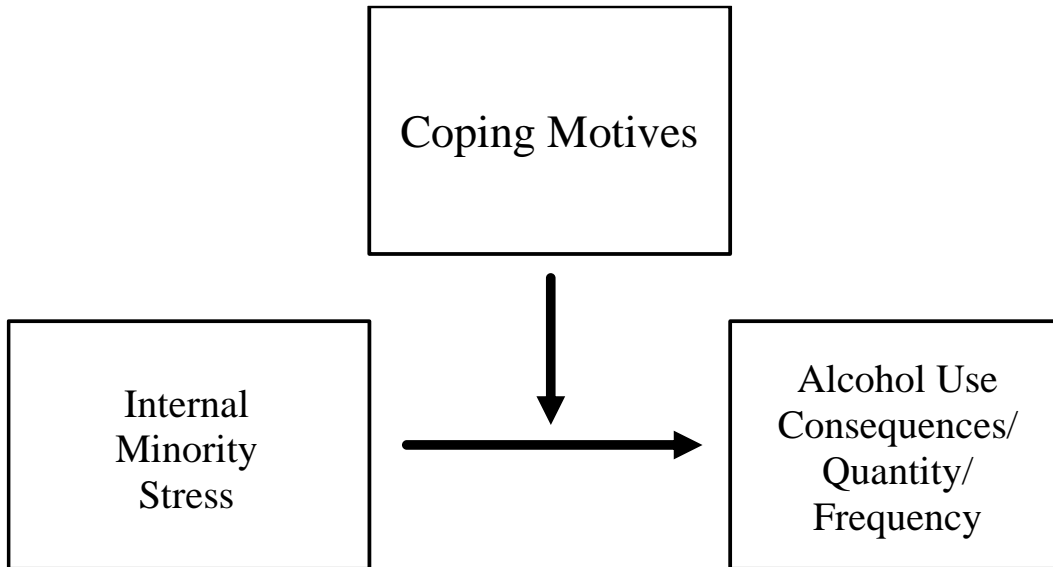 Coping Motives
Internal
Minority
Stress
Alcohol Use
Consequences/
Quantity/
Frequency